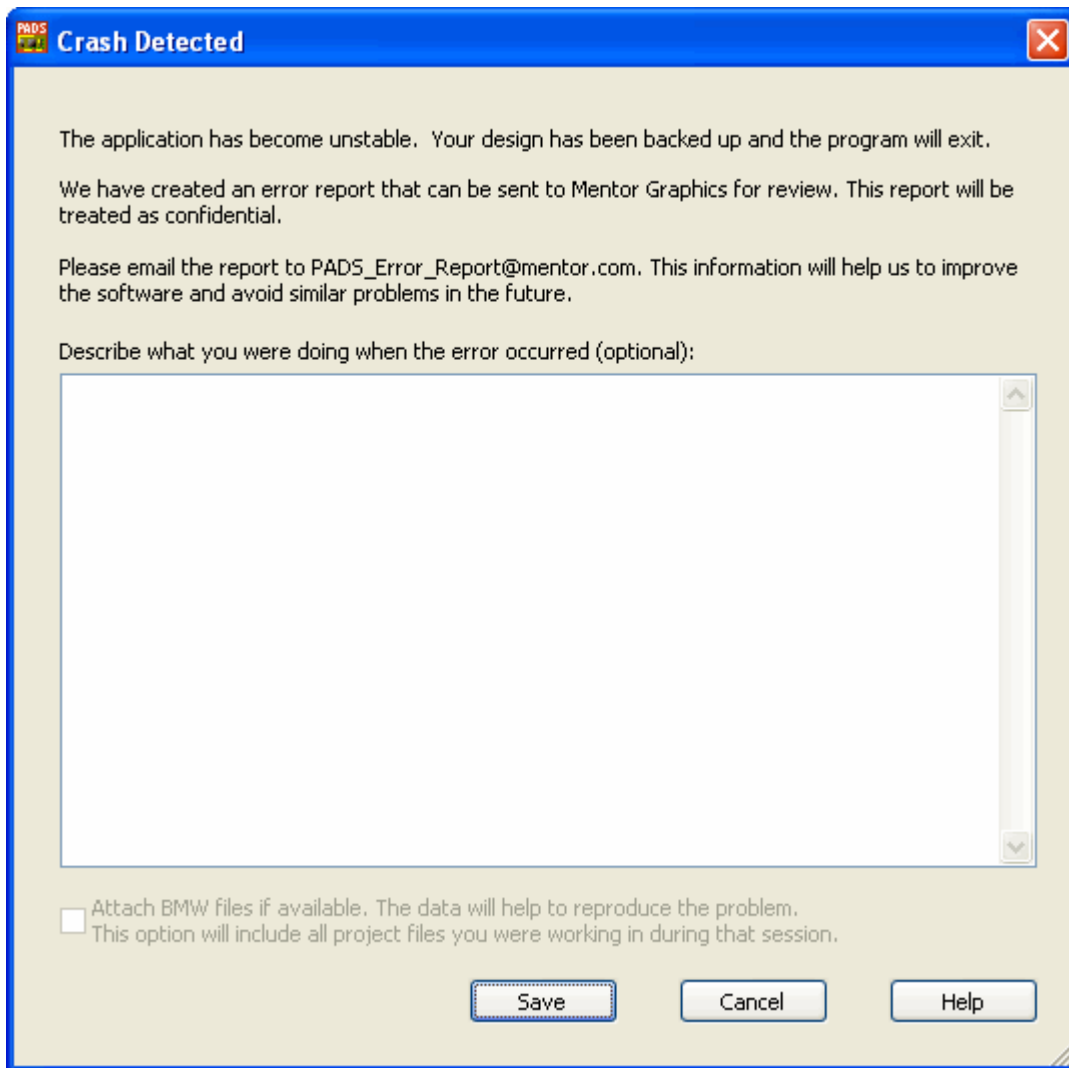 PADS
Crash Detected
The application has become unstable.  Your design has been backed up and the program will exit.
We have created an error report that can be sent to Mentor Graphics for review. This report will be
treated as confidential.
Please email the report to PADS_Error_Report@mentor.com. This information will help us to improve
the software and avoid similar problems in the future.
Describe what you were doing when the error occurred (optional):
Attach BMW files if available. The data will help to reproduce the problem.
This option will include all project files you were working in during that session.
Save
Cancel
Help